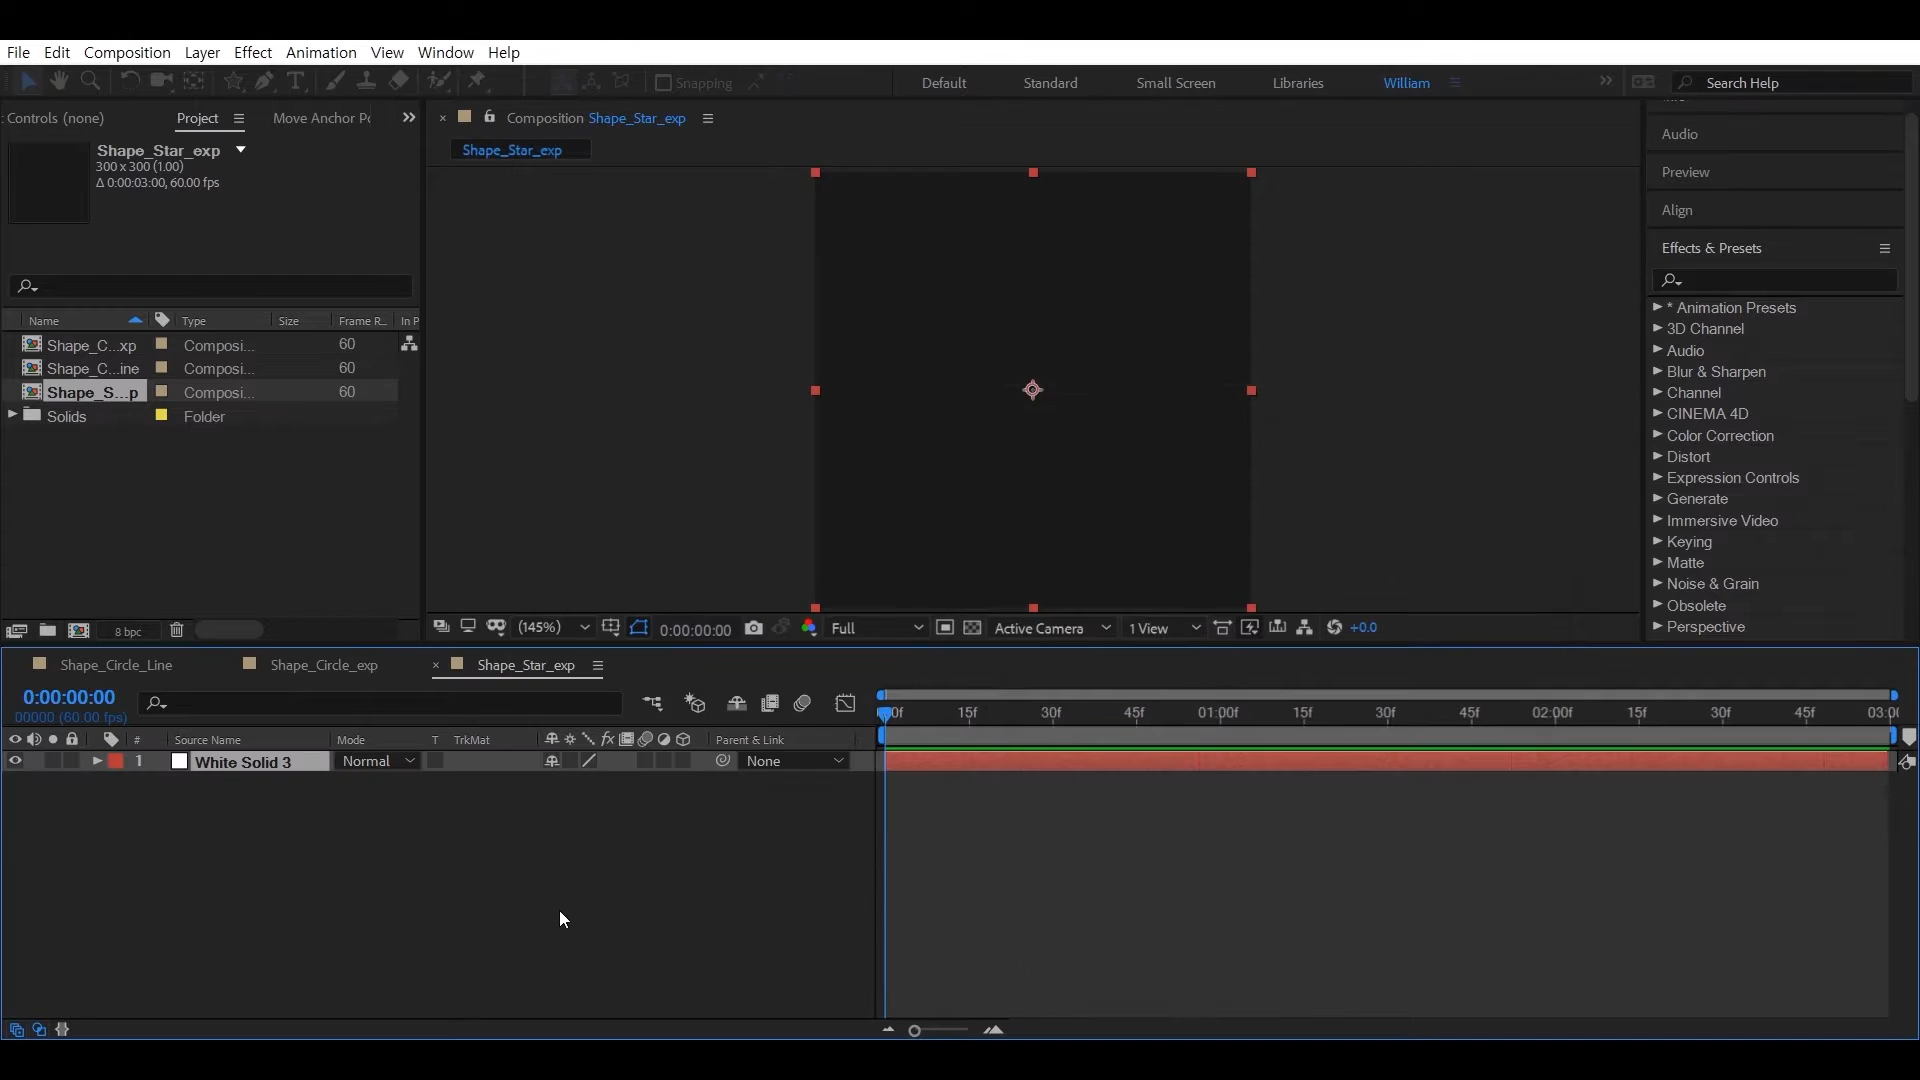 File Edit Composition Layer Effect Animation View Window Help
Snapping Default Standard Small Screen Libraries William Search Help
: Controls (none) Project Move Anchor Pc
Composition Shape_Star_exp
Shape_Star_exp
Shape_Star_exp
300 x 300 (1.00)
Δ 0:00:03:00, 60.00 fps
Audio
Preview
Align
Effects & Presets
Name Type Size Frame R... In P
Shape_C...xp Composi... 60
Shape_C...ine Composi... 60
Shape_S...p Composi... 60
Solids Folder
* Animation Presets
3D Channel
Audio
Blur & Sharpen
Channel
CINEMA 4D
Color Correction
Distort
Expression Controls
Generate
Immersive Video
Keying
Matte
Noise & Grain
Obsolete
Perspective
8 bpc
(145%) 0:00:00:00 Full Active Camera 1 View +0.0
Shape_Circle_Line Shape_Circle_exp × Shape_Star_exp
0:00:00:00
00000 (60.00 fps)
00f 15f 30f 45f 01:00f 15f 30f 45f 02:00f 15f 30f 45f 03:00
# Source Name Mode T TrkMat fx Parent & Link
1 White Solid 3 Normal None